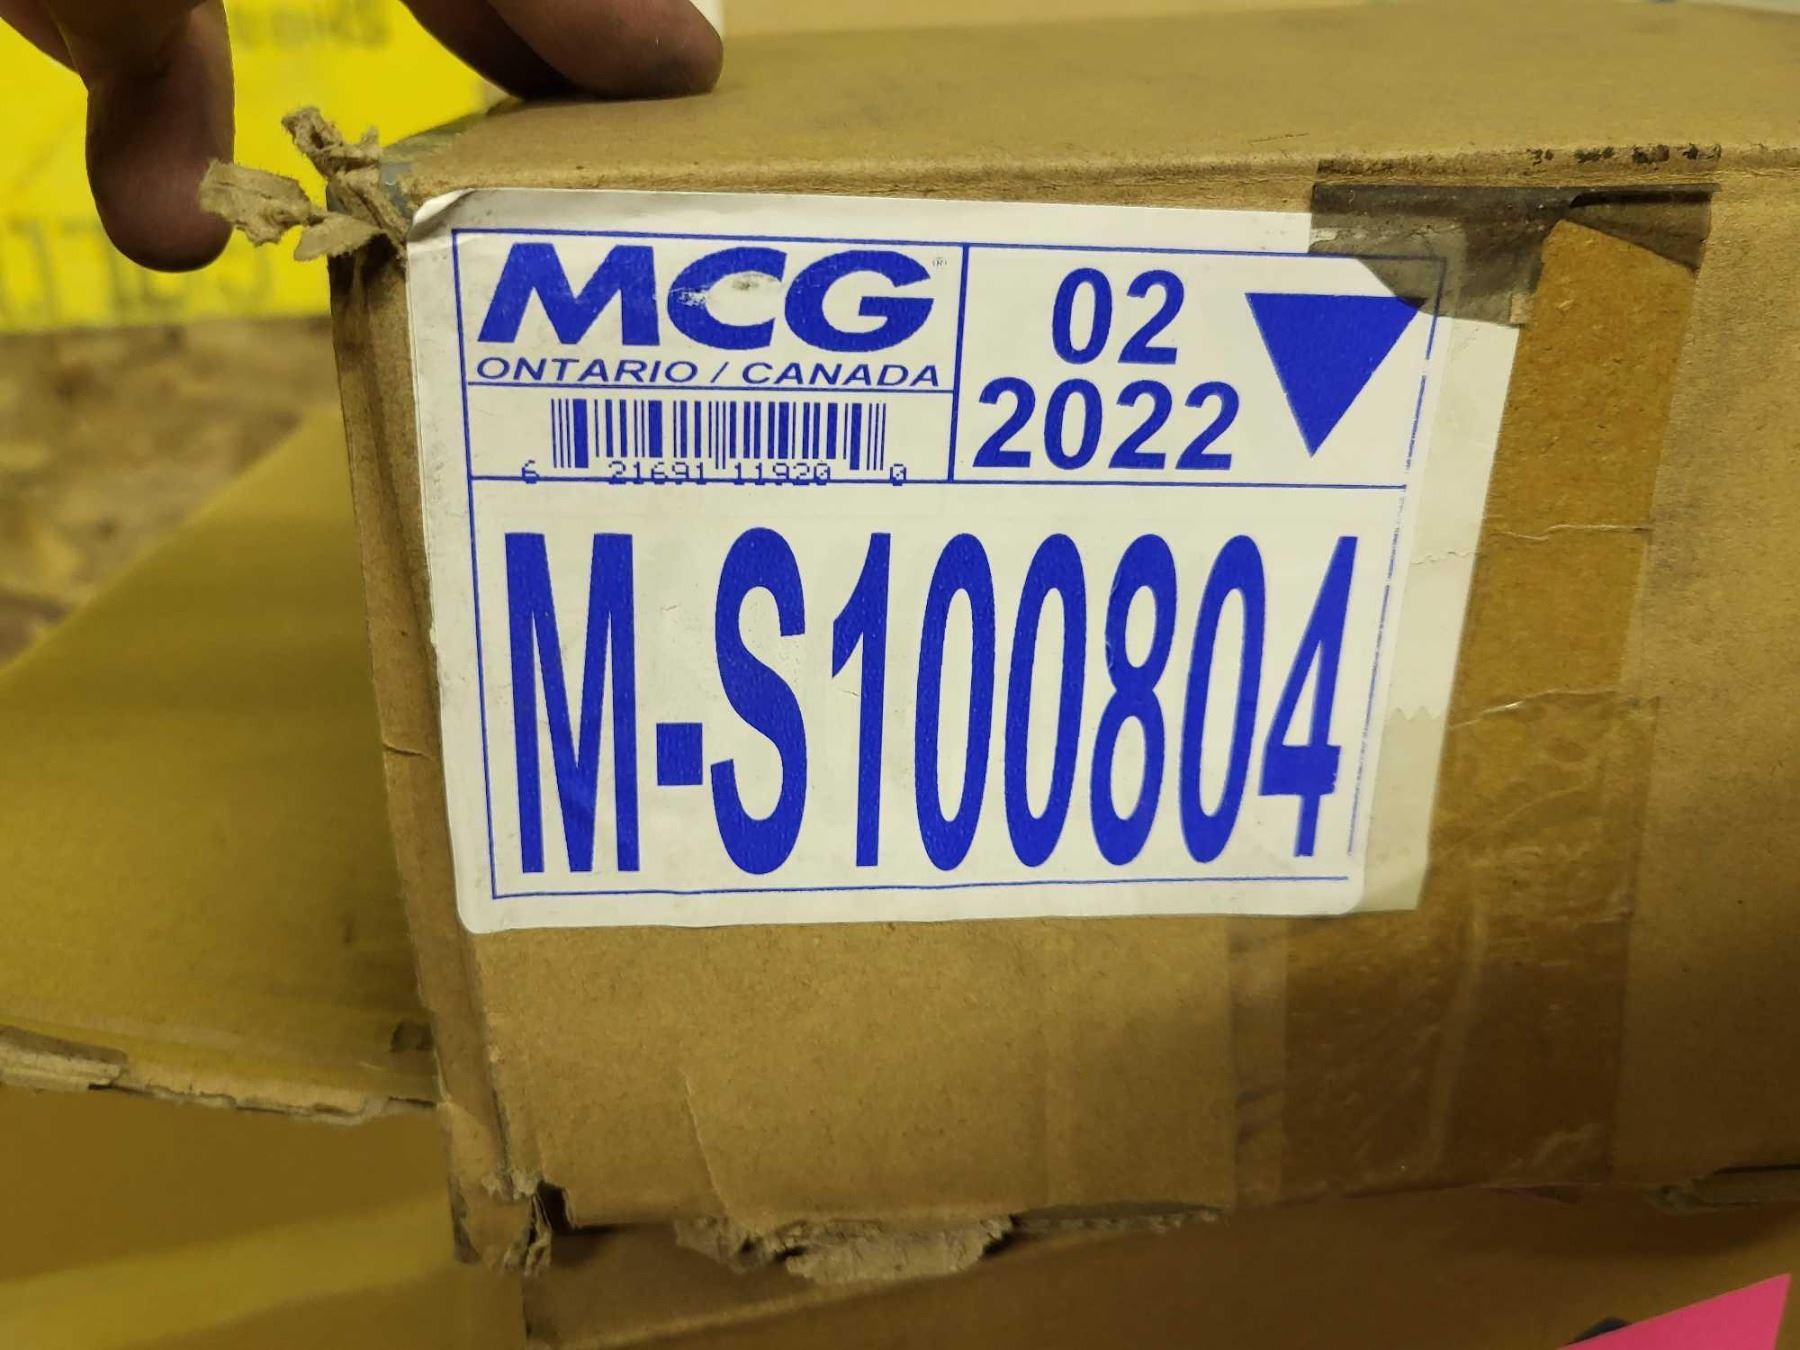 MCG®
ONTARIO / CANADA
6 21691 11920 0
02
2022
M-S100804